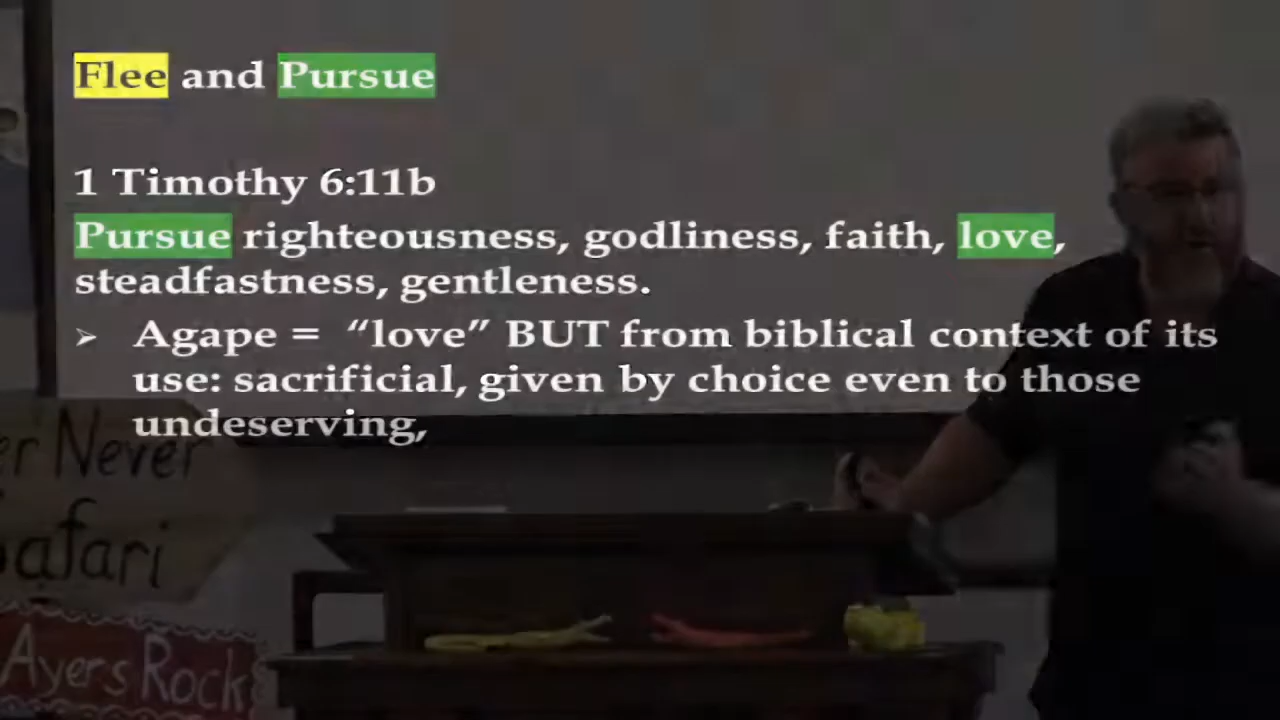 Flee and Pursue
1 Timothy 6:11b
Pursue righteousness, godliness, faith, love,
steadfastness, gentleness.
➢ Agape = “love” BUT from biblical context of its
use: sacrificial, given by choice even to those
undeserving,
er Never
afari
Ayers Rock